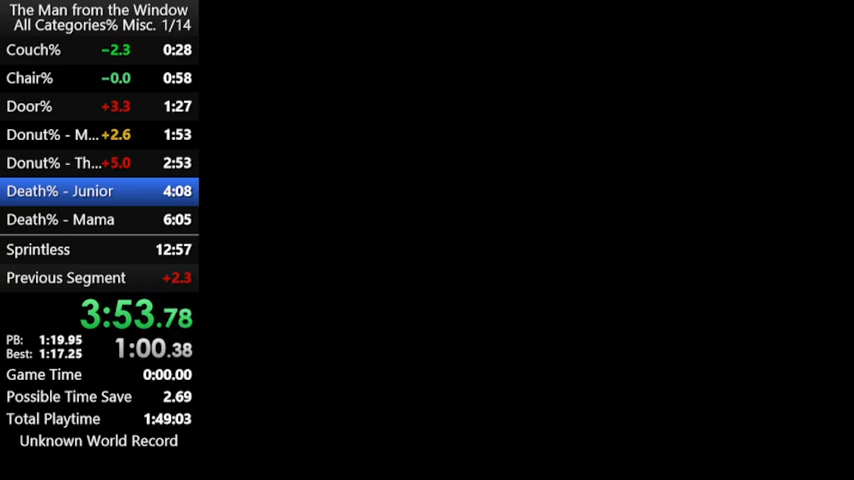 The Man from the Window
All Categories% Misc. 1/14
Couch% −2.3 0:28
Chair% −0.0 0:58
Door% +3.3 1:27
Donut% - M... +2.6 1:53
Donut% - Th... +5.0 2:53
Death% - Junior 4:08
Death% - Mama 6:05
Sprintless 12:57
Previous Segment +2.3
3:53.78
PB: 1:19.95
Best: 1:17.25
1:00.38
Game Time 0:00.00
Possible Time Save 2.69
Total Playtime 1:49:03
Unknown World Record